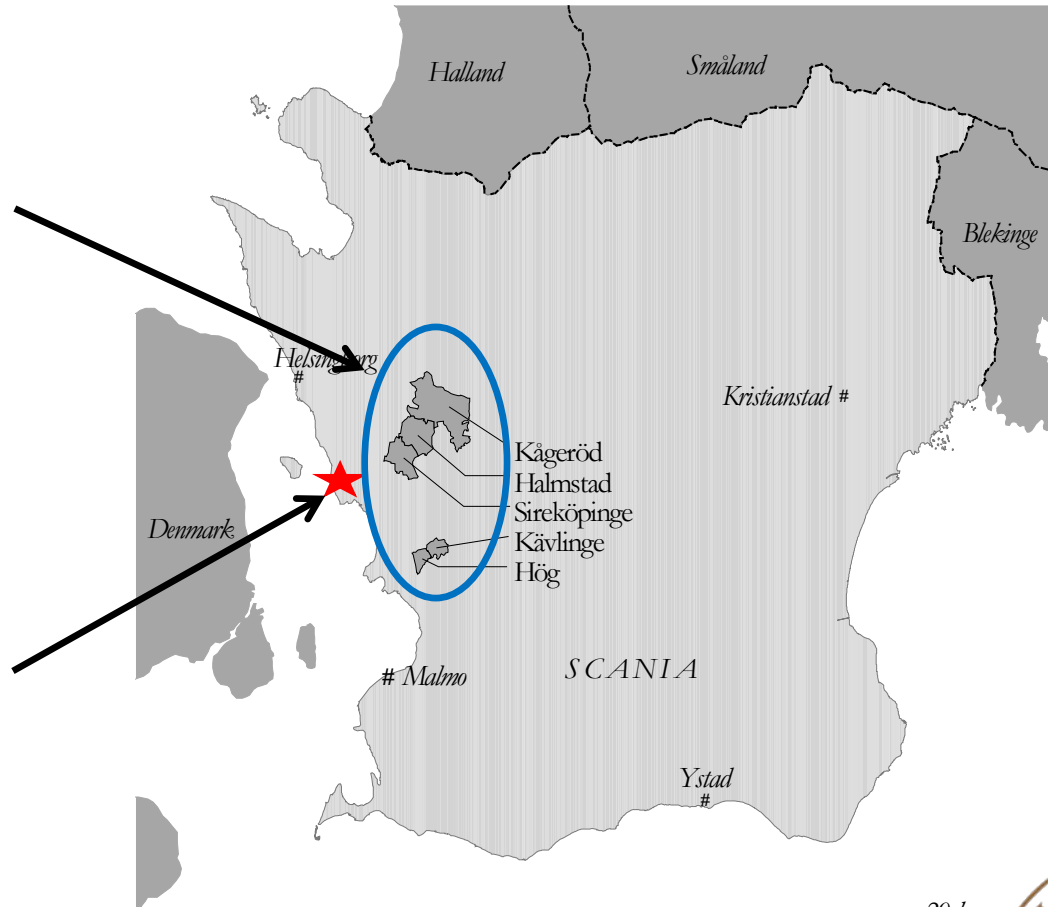 Småland
Halland
Blekinge
Helsingborg
#
Kristianstad #
Kågeröd
Halmstad
Sireköpinge
Kävlinge
Hög
Denmark
# Malmo
SCANIA
Ystad
#